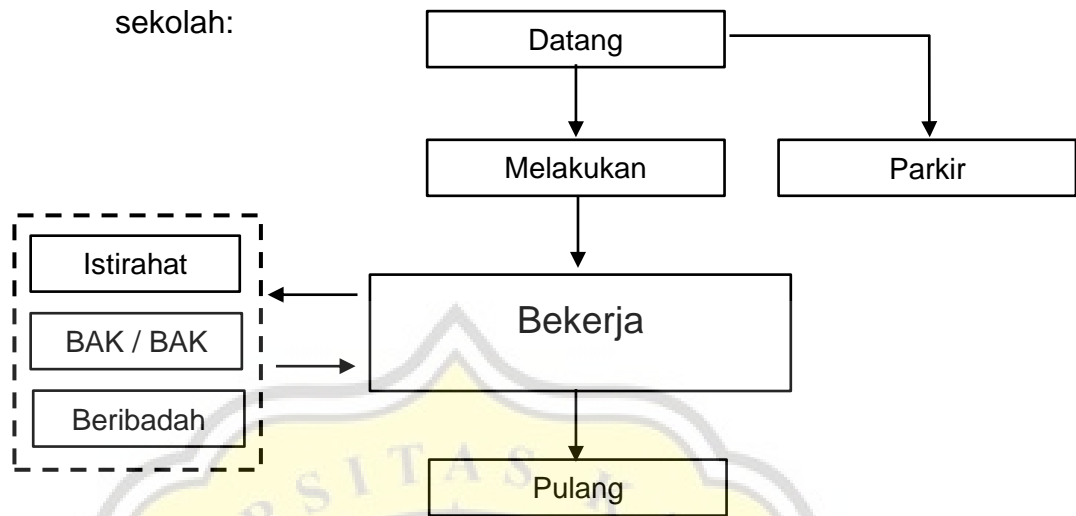 sekolah:
Datang
Melakukan
Parkir
Istirahat
BAK / BAK
Beribadah
Bekerja
Pulang